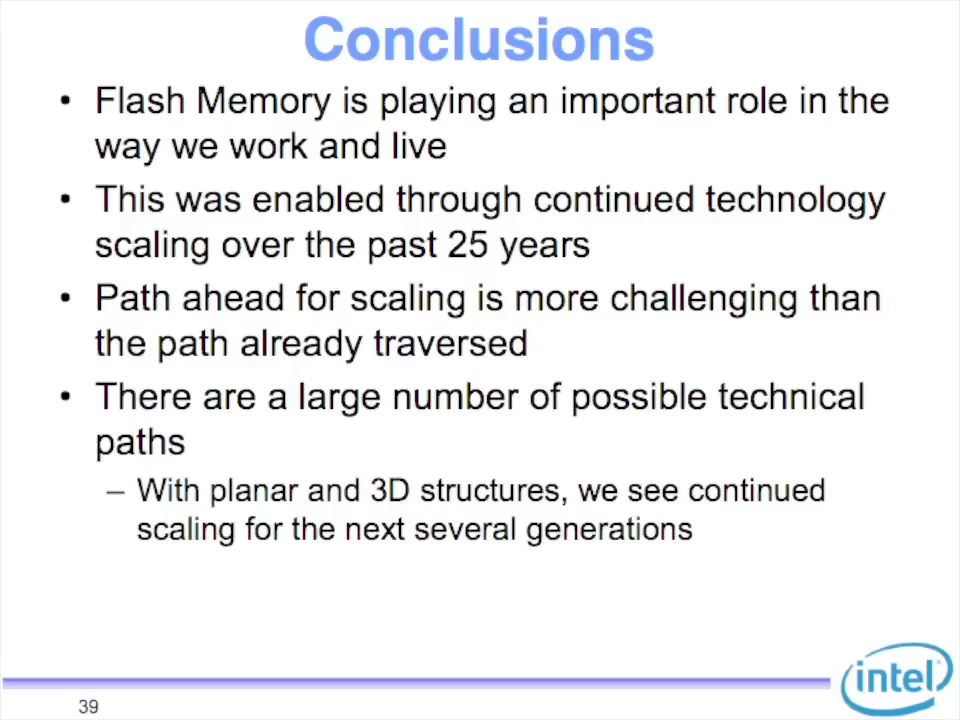 Conclusions
• Flash Memory is playing an important role in the
way we work and live
• This was enabled through continued technology
scaling over the past 25 years
• Path ahead for scaling is more challenging than
the path already traversed
• There are a large number of possible technical
paths
– With planar and 3D structures, we see continued
scaling for the next several generations
intel
39